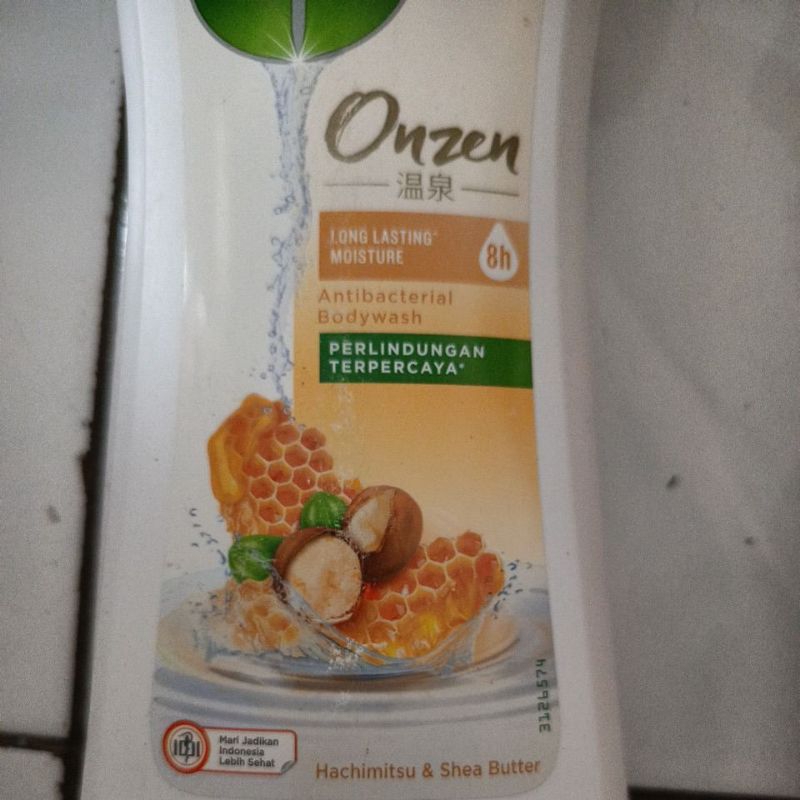 Onzen
温泉
LONG LASTING^
MOISTURE
8h
Antibacterial
Bodywash
PERLINDUNGAN
TERPERCAYA*
3126574
IDI
Mari Jadikan
Indonesia
Lebih Sehat
Hachimitsu & Shea Butter